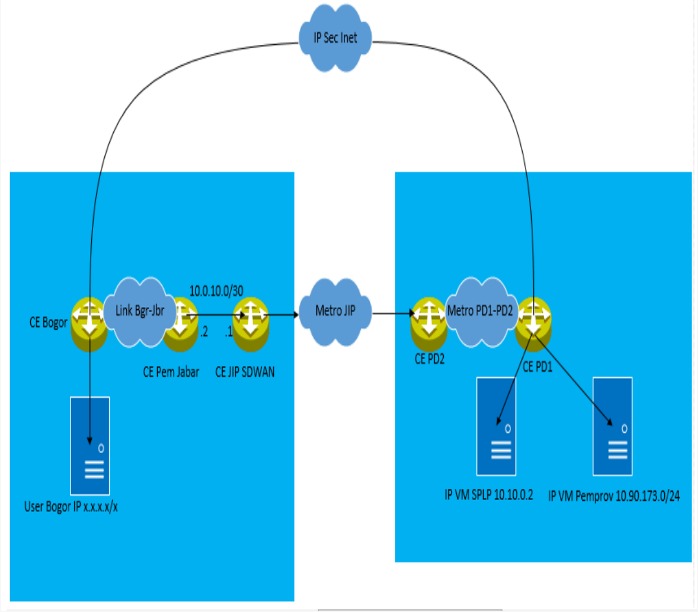 IP Sec Inet
10.0.10.0/30
CE Bogor
Link Bgr-Jbr
.2
.1
Metro JIP
Metro PD1-PD2
CE Pem Jabar
CE JIP SDWAN
CE PD2
CE PD1
User Bogor IP x.x.x.x/x
IP VM SPLP 10.10.0.2
IP VM Pemprov 10.90.173.0/24